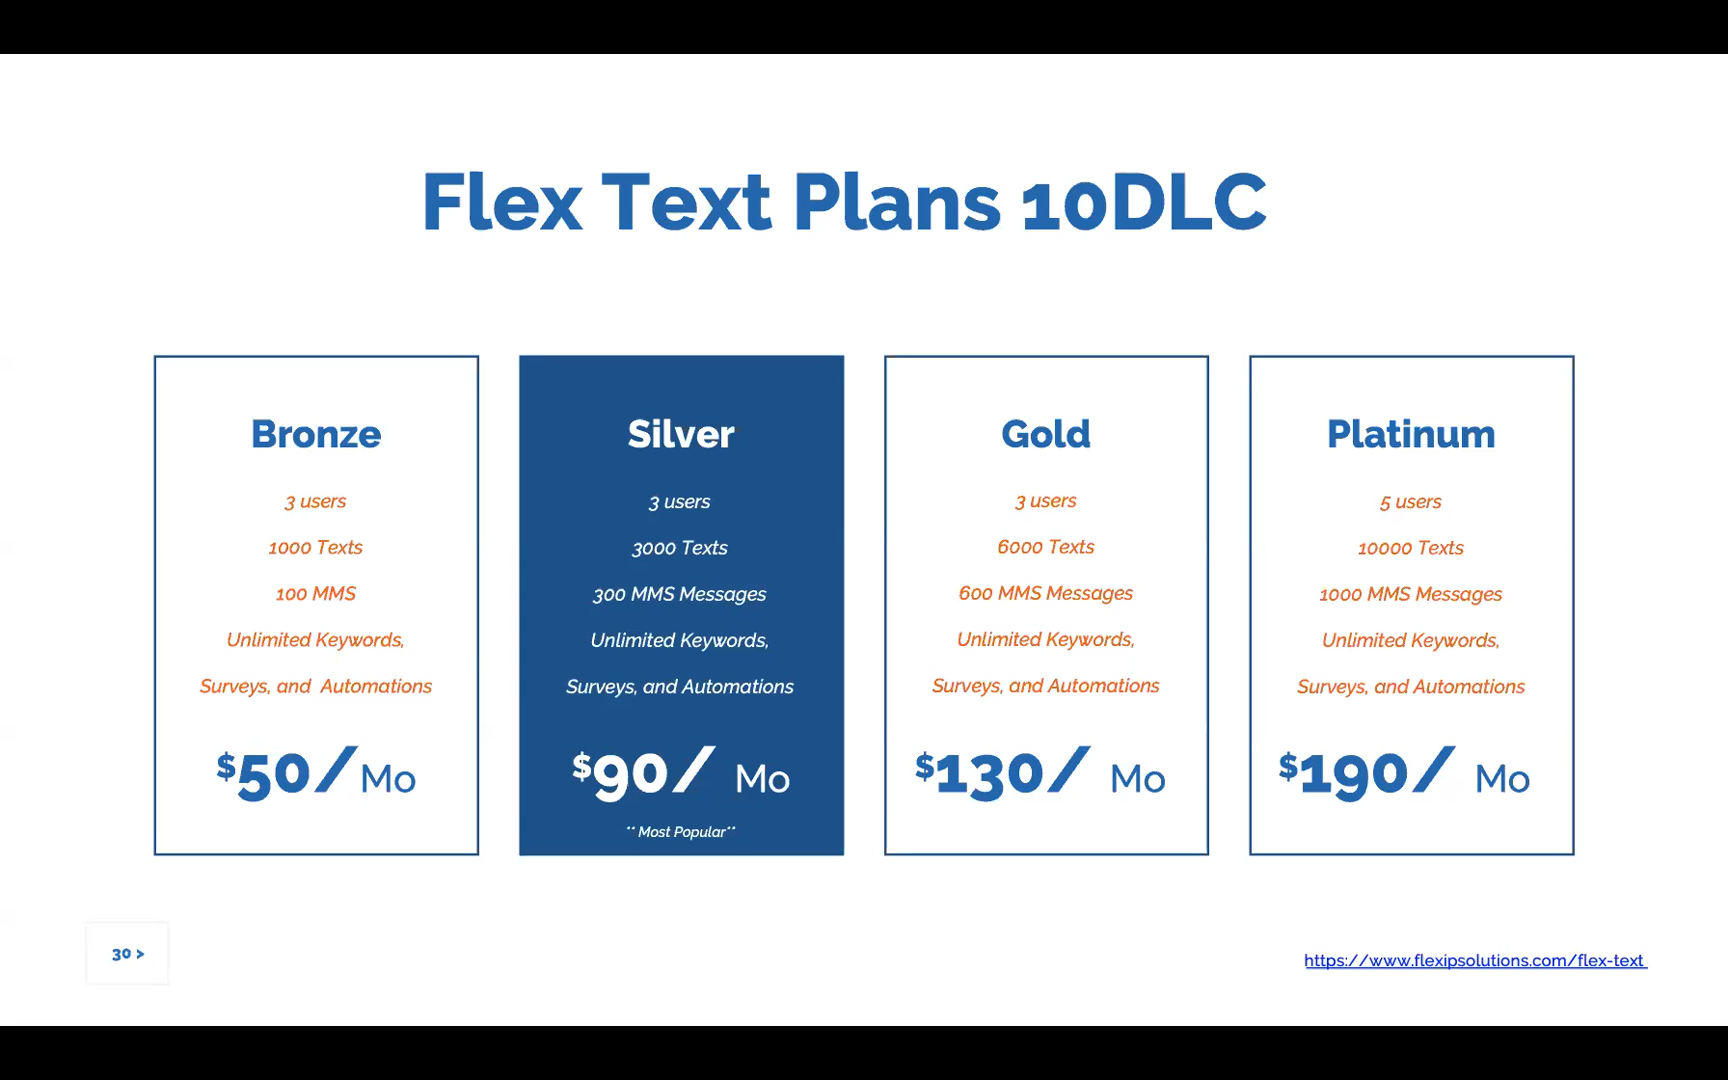 Flex Text Plans 10DLC
Bronze
3 users
1000 Texts
100 MMS
Unlimited Keywords,
Surveys, and  Automations
$50/Mo
Silver
3 users
3000 Texts
300 MMS Messages
Unlimited Keywords,
Surveys, and Automations
$90/ Mo
** Most Popular**
Gold
3 users
6000 Texts
600 MMS Messages
Unlimited Keywords,
Surveys, and Automations
$130/ Mo
Platinum
5 users
10000 Texts
1000 MMS Messages
Unlimited Keywords,
Surveys, and Automations
$190/ Mo
30 >
https://www.flexipsolutions.com/flex-text